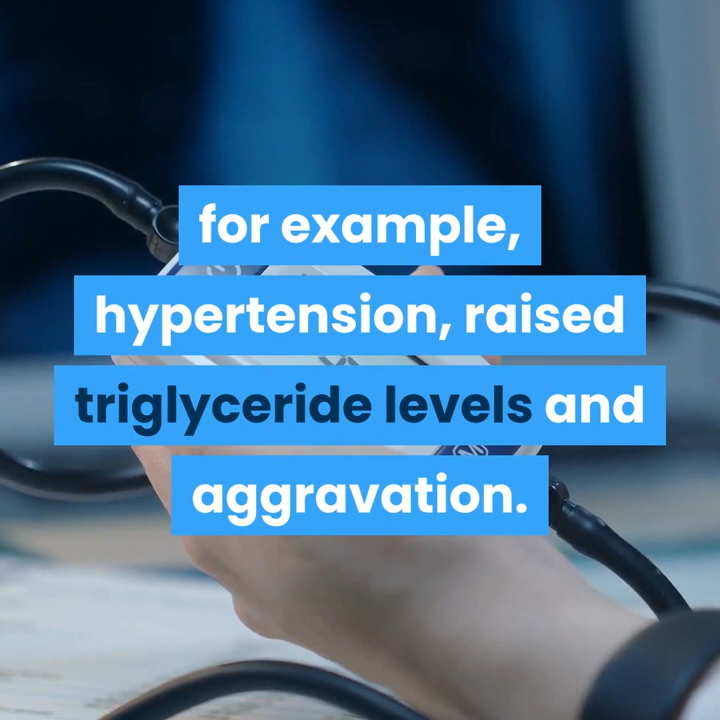 for example,
hypertension, raised
triglyceride levels and
aggravation.